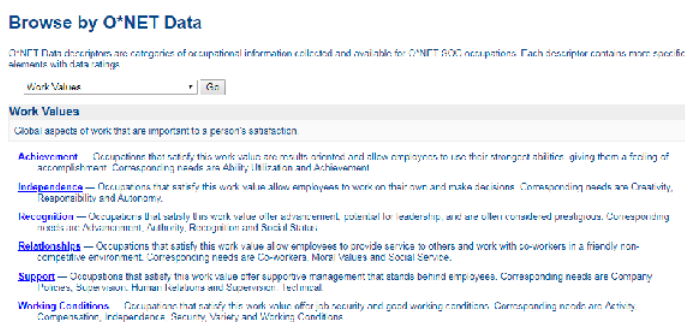 Browse by O*NET Data
O*NET Data descriptors are categories of occupational information collected and available for O*NET-SOC occupations. Each descriptor contains more specific
elements with data ratings.
Work Values Go
Work Values
Global aspects of work that are important to a person's satisfaction.
Achievement — Occupations that satisfy this work value are results oriented and allow employees to use their strongest abilities, giving them a feeling of
accomplishment. Corresponding needs are Ability Utilization and Achievement.
Independence — Occupations that satisfy this work value allow employees to work on their own and make decisions. Corresponding needs are Creativity,
Responsibility and Autonomy.
Recognition — Occupations that satisfy this work value offer advancement, potential for leadership, and are often considered prestigious. Corresponding
needs are Advancement, Authority, Recognition and Social Status.
Relationships — Occupations that satisfy this work value allow employees to provide service to others and work with co-workers in a friendly non-
competitive environment. Corresponding needs are Co-workers, Moral Values and Social Service.
Support — Occupations that satisfy this work value offer supportive management that stands behind employees. Corresponding needs are Company
Policies, Supervision: Human Relations and Supervision: Technical.
Working Conditions — Occupations that satisfy this work value offer job security and good working conditions. Corresponding needs are Activity,
Compensation, Independence, Security, Variety and Working Conditions.